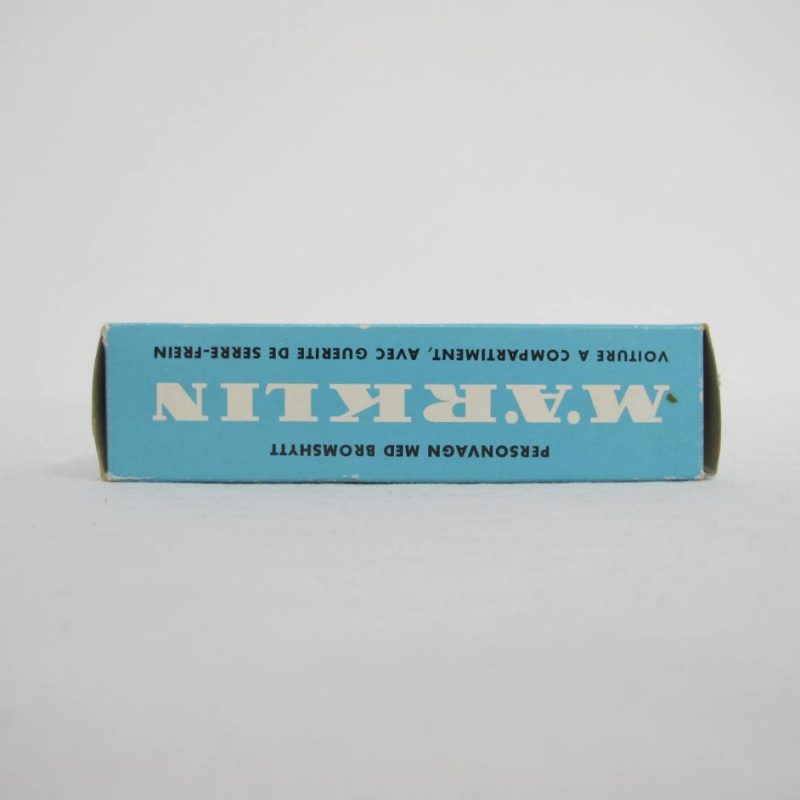 PERSONVAGN MED BROMSHYTT
MÄRKLIN
VOITURE A COMPARTIMENT, AVEC GUERITE DE SERRE-FREIN